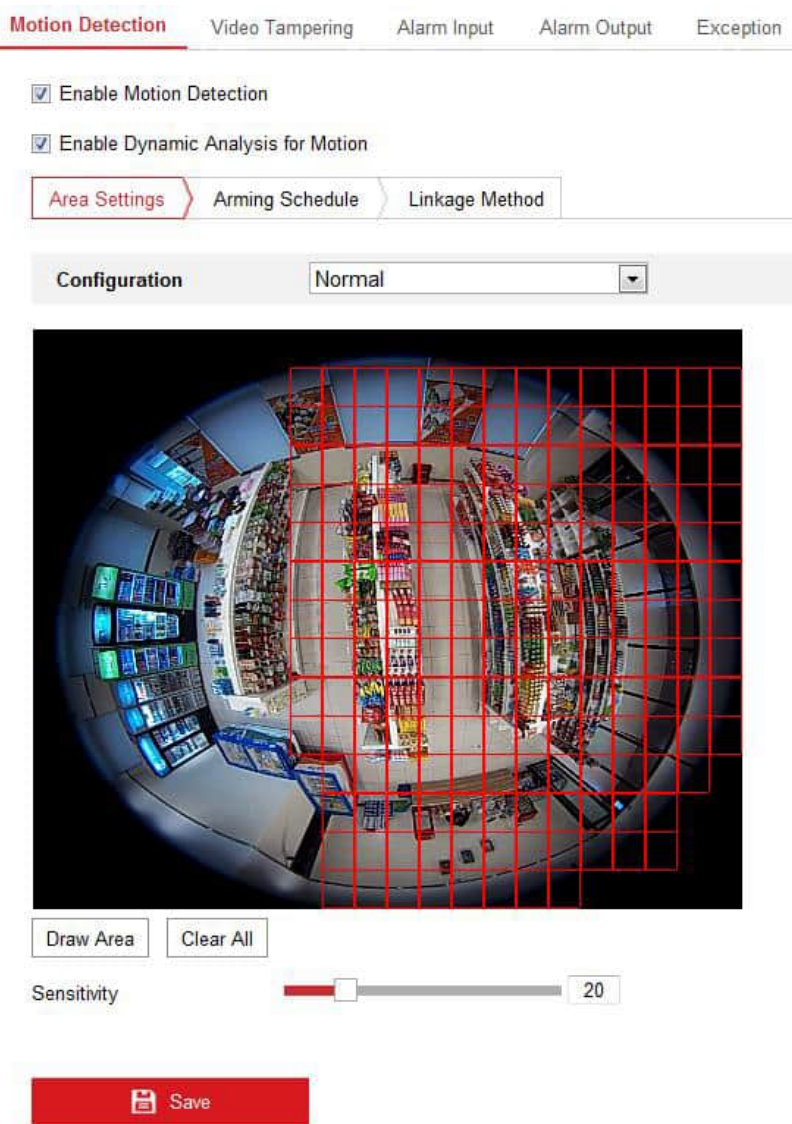 Motion Detection Video Tampering Alarm Input Alarm Output Exception
Enable Motion Detection
Enable Dynamic Analysis for Motion
Area Settings Arming Schedule Linkage Method
Configuration Normal
Draw Area Clear All
Sensitivity 20
Save